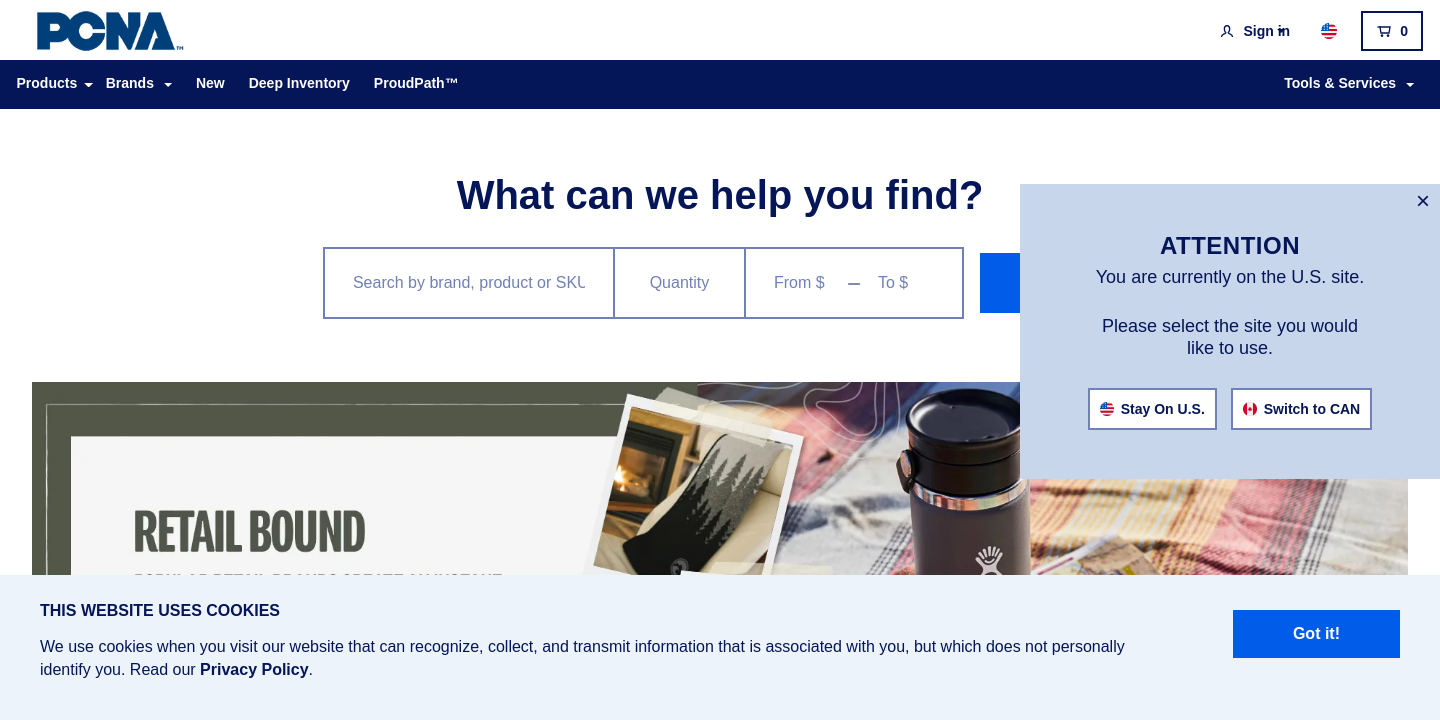 PCNA™
Sign in
0
Products
Brands
New
Deep Inventory
ProudPath™
Tools & Services
What can we help you find?
Search by brand, product or SKU
Quantity
From $
To $
×
ATTENTION
You are currently on the U.S. site.
Please select the site you would
like to use.
Stay On U.S.
Switch to CAN
RETAIL BOUND
THIS WEBSITE USES COOKIES
We use cookies when you visit our website that can recognize, collect, and transmit information that is associated with you, but which does not personally
identify you. Read our Privacy Policy.
Got it!